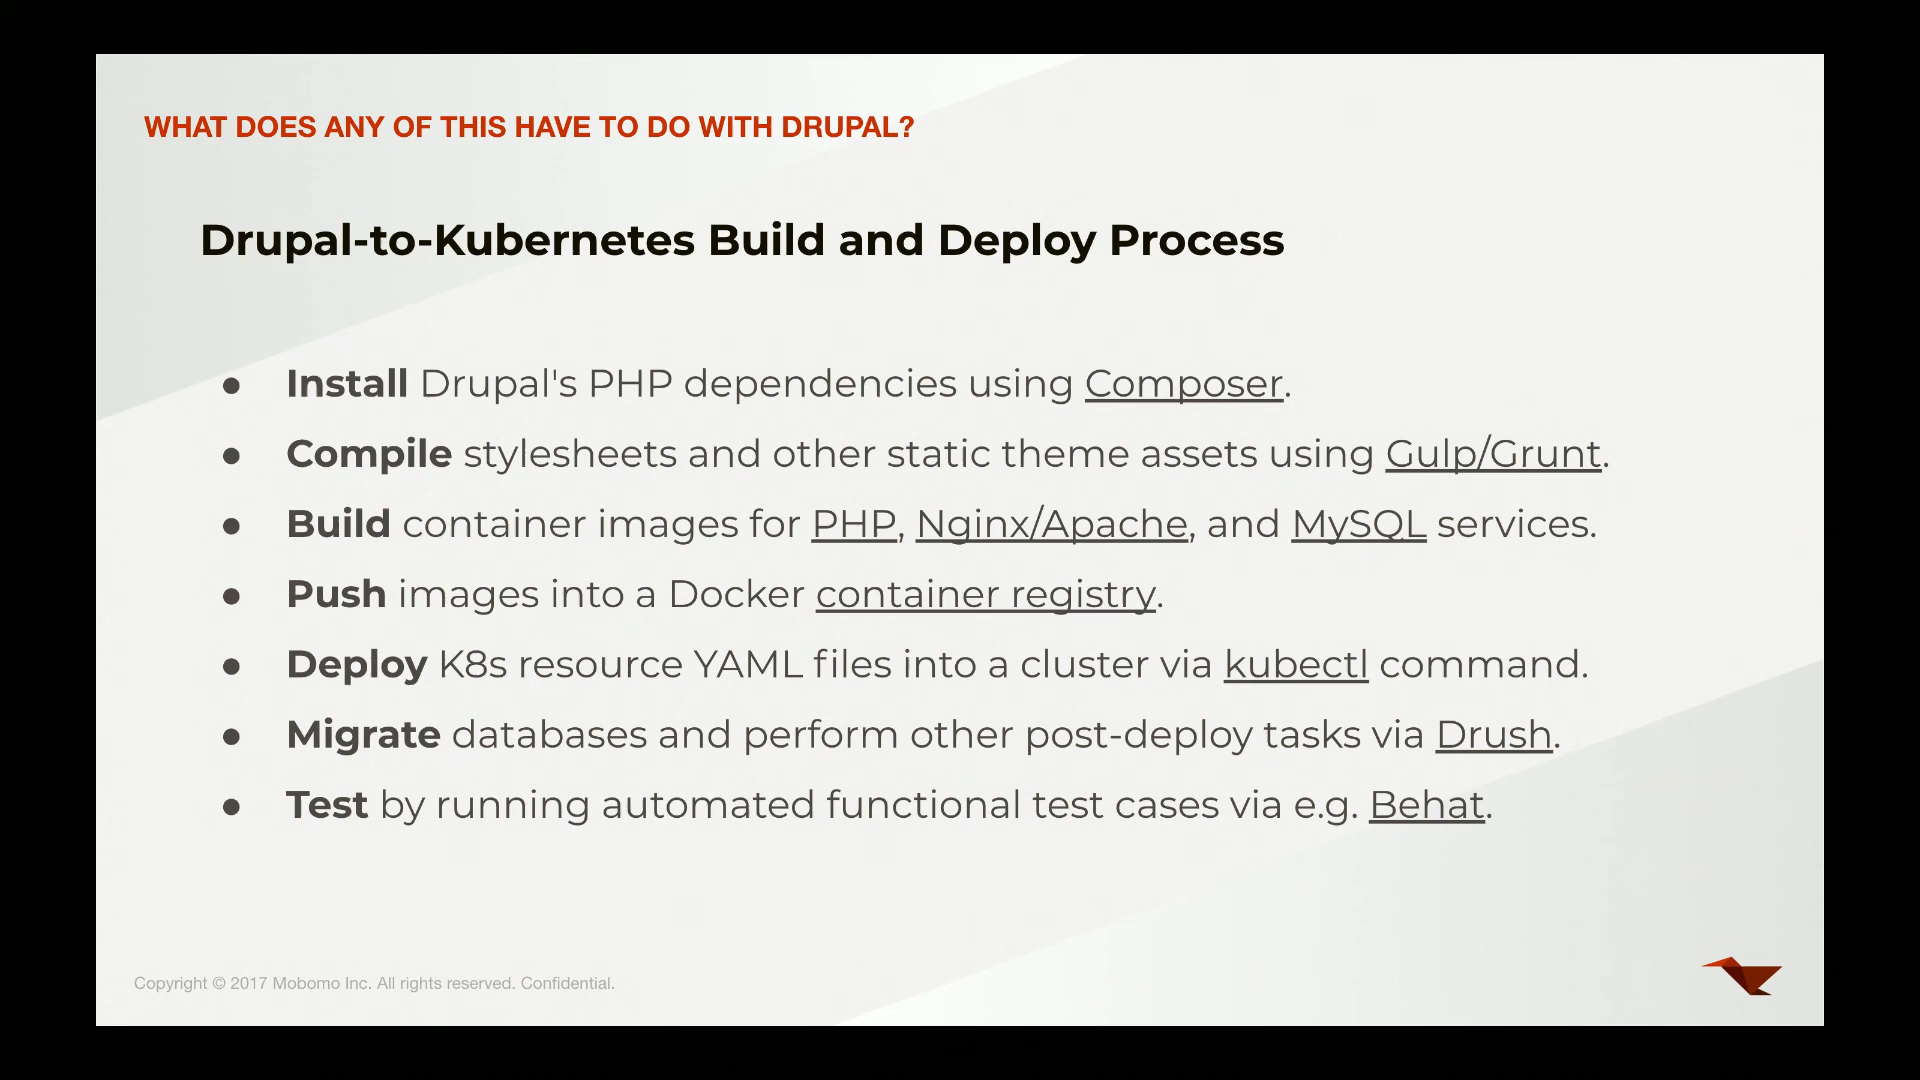 WHAT DOES ANY OF THIS HAVE TO DO WITH DRUPAL?
Drupal-to-Kubernetes Build and Deploy Process
● Install Drupal's PHP dependencies using Composer.
● Compile stylesheets and other static theme assets using Gulp/Grunt.
● Build container images for PHP, Nginx/Apache, and MySQL services.
● Push images into a Docker container registry.
● Deploy K8s resource YAML files into a cluster via kubectl command.
● Migrate databases and perform other post-deploy tasks via Drush.
● Test by running automated functional test cases via e.g. Behat.
Copyright © 2017 Mobomo Inc. All rights reserved. Confidential.